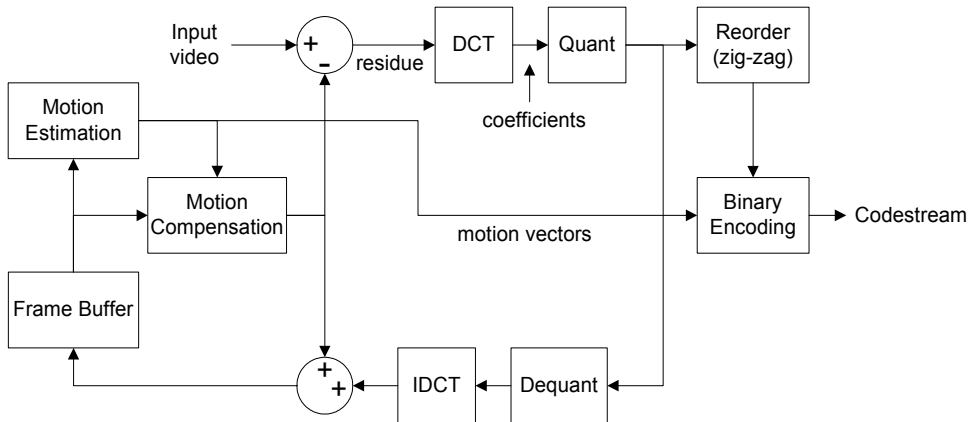 Input
video
+
-
residue
DCT
coefficients
Quant
Reorder
(zig-zag)
Motion
Estimation
Motion
Compensation
motion vectors
Binary
Encoding
Codestream
Frame Buffer
+
+
IDCT
Dequant